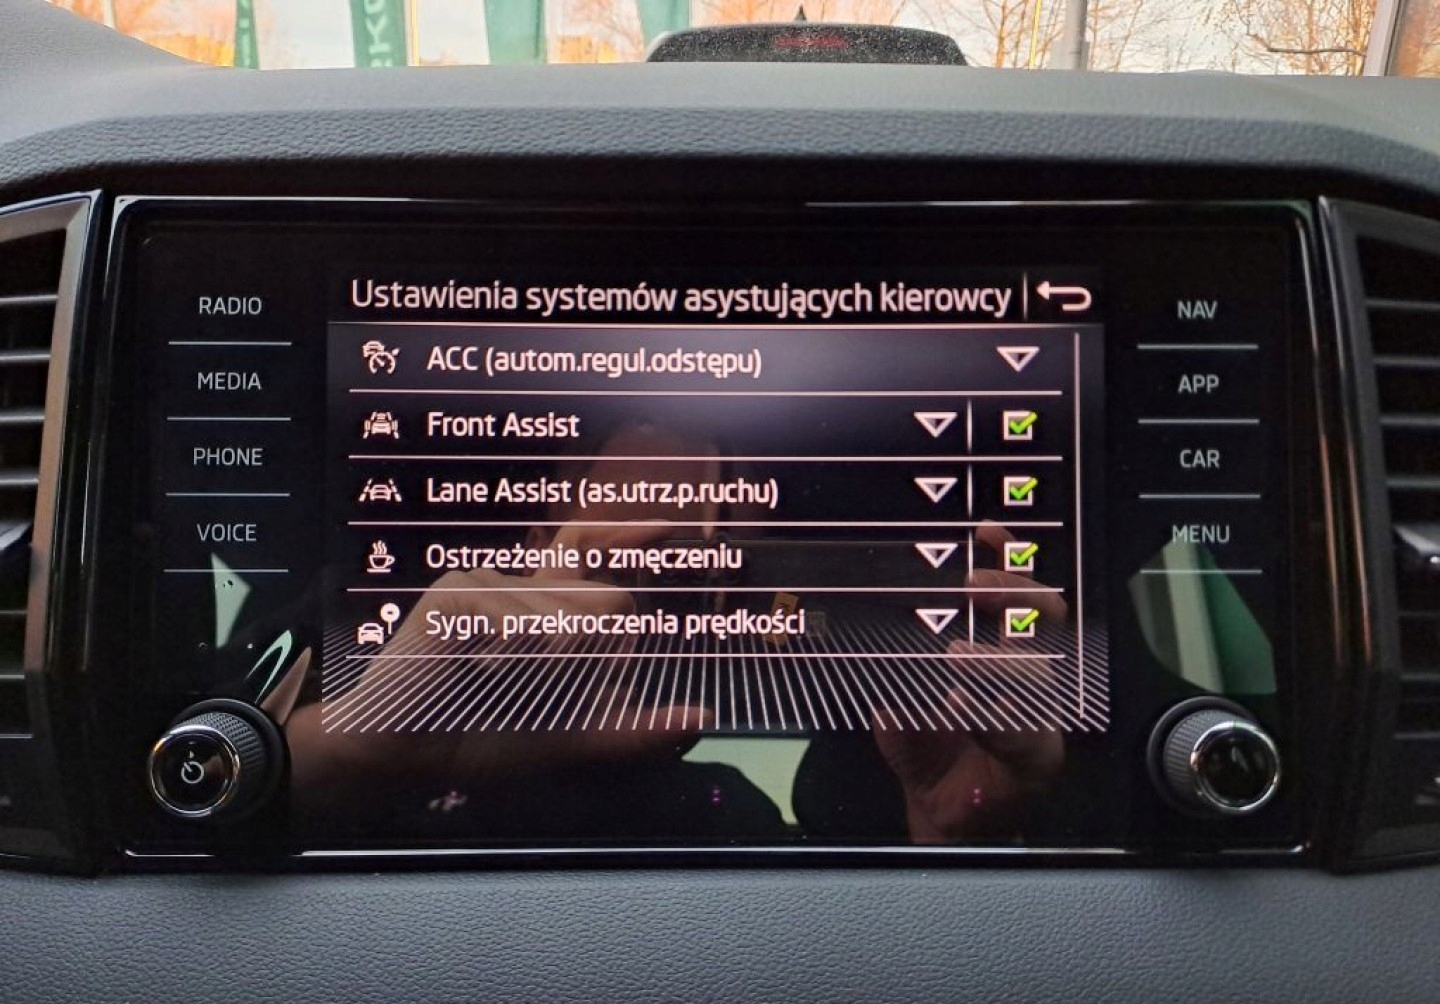 RADIO
MEDIA
PHONE
VOICE
Ustawienia systemów asystujących kierowcy
ACC (autom.regul.odstępu)
Front Assist
Lane Assist (as.utrz.p.ruchu)
Ostrzeżenie o zmęczeniu
Sygn. przekroczenia prędkości
NAV
APP
CAR
MENU